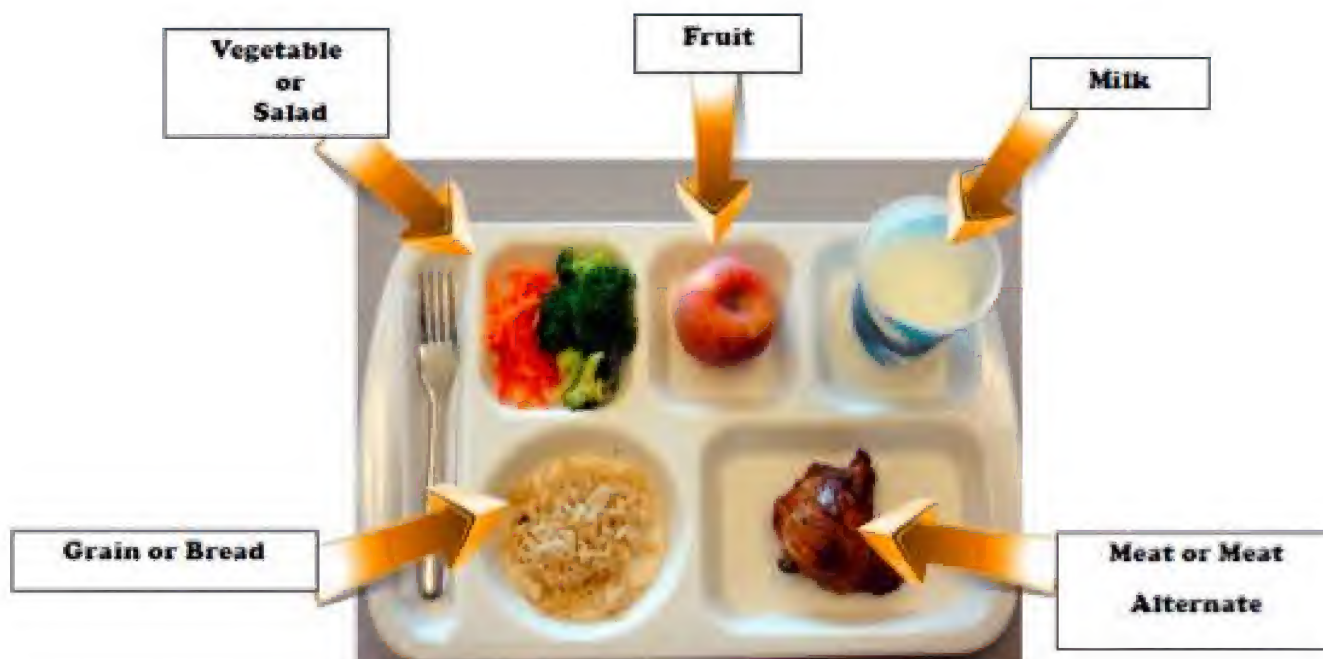 Vegetable
or
Salad
Fruit
Milk
Grain or Bread
Meat or Meat
Alternate